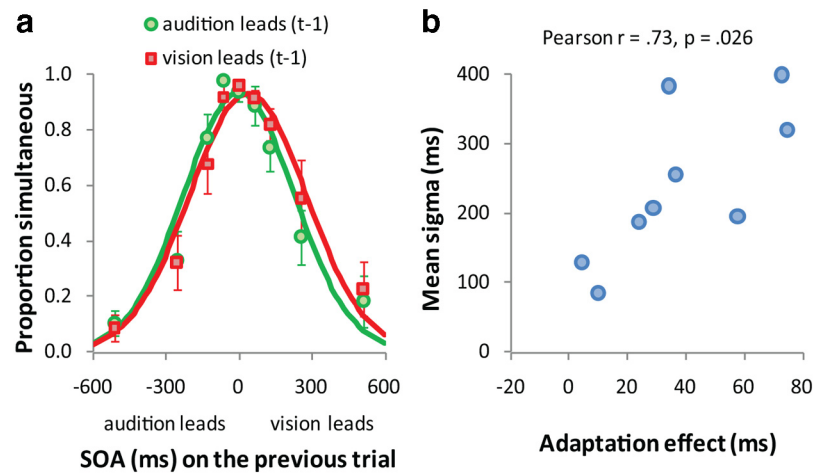 a
audition leads (t-1)
vision leads (t-1)
Proportion simultaneous
1.0
0.8
0.6
0.4
0.2
0.0
-600 -300 0 300 600
audition leads vision leads
SOA (ms) on the previous trial
b
Pearson r = .73, p = .026
Mean sigma (ms)
400
300
200
100
0
-20 0 20 40 60 80
Adaptation effect (ms)